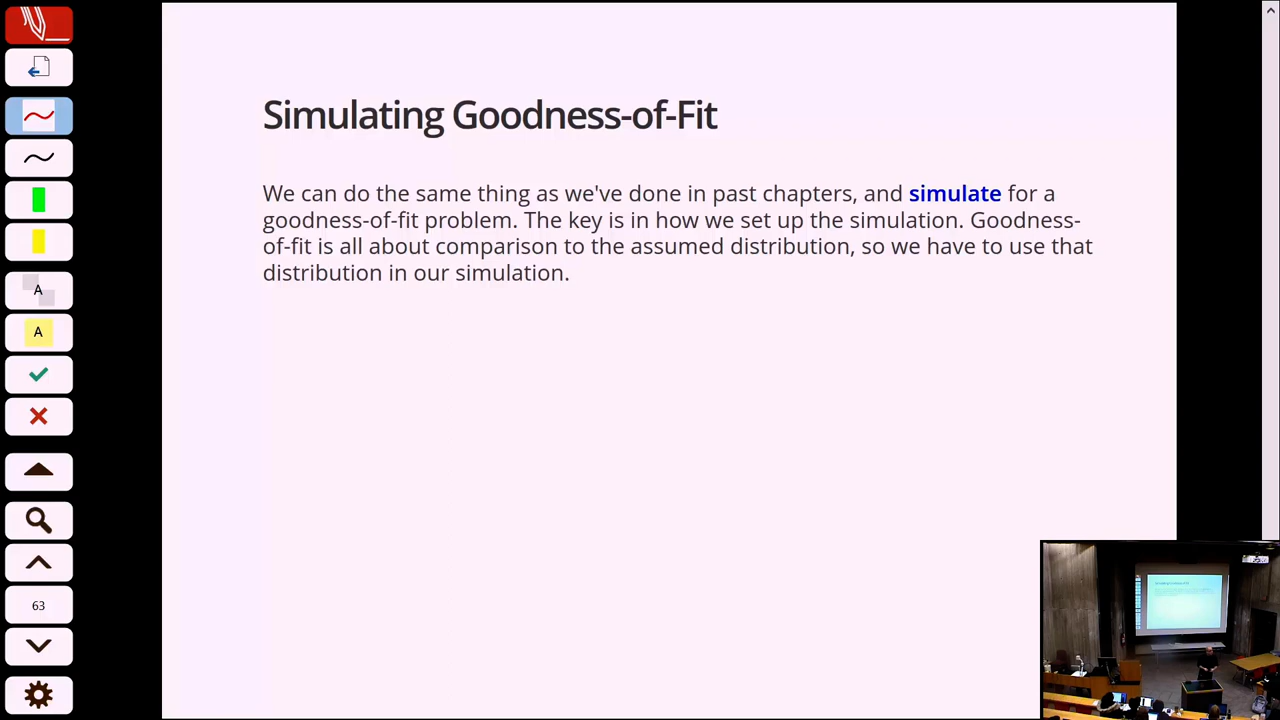 Simulating Goodness-of-Fit
We can do the same thing as we've done in past chapters, and simulate for a
goodness-of-fit problem. The key is in how we set up the simulation. Goodness-
of-fit is all about comparison to the assumed distribution, so we have to use that
distribution in our simulation.
A
A
63